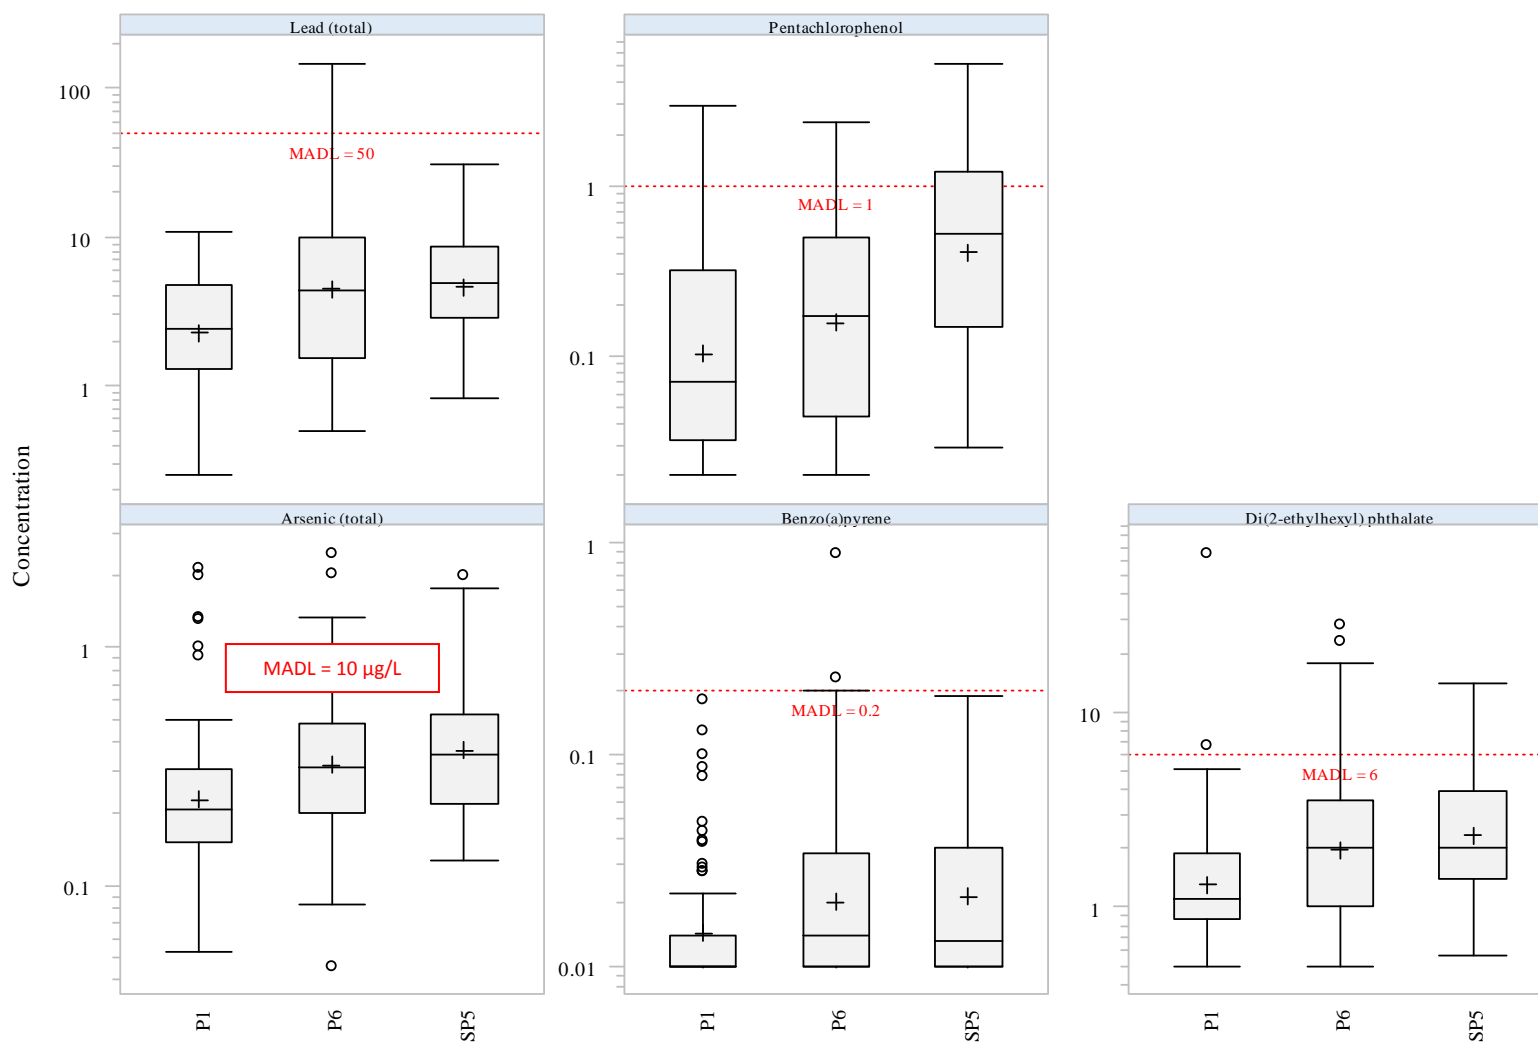 Lead (total)
Pentachlorophenol
100
10
1
MADL = 50
1
0.1
MADL = 1
Concentration
Arsenic (total)
Benzo(a)pyrene
Di(2-ethylhexyl) phthalate
1
0.1
MADL = 10 µg/L
1
0.1
0.01
MADL = 0.2
10
1
MADL = 6
P1
P6
SP5
P1
P6
SP5
P1
P6
SP5